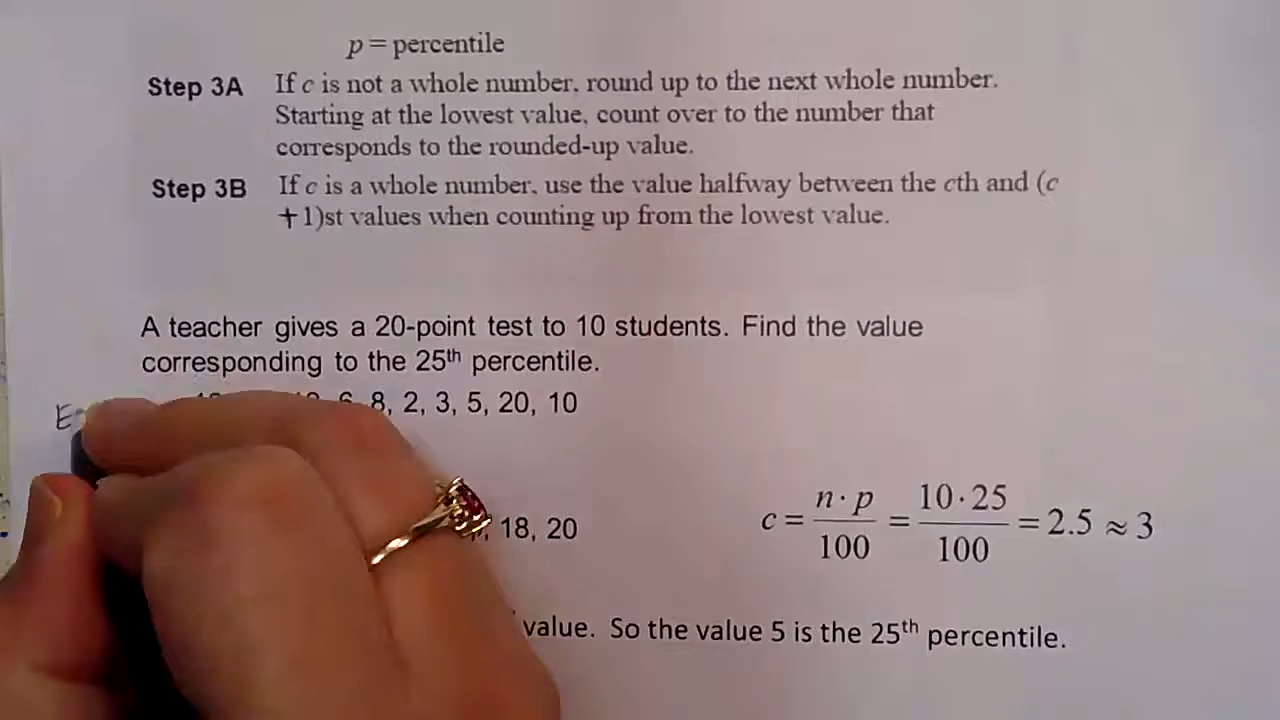 p = percentile
Step 3A If c is not a whole number, round up to the next whole number.
Starting at the lowest value, count over to the number that
corresponds to the rounded-up value.
Step 3B If c is a whole number, use the value halfway between the cth and (c
+1)st values when counting up from the lowest value.
A teacher gives a 20-point test to 10 students. Find the value
corresponding to the 25th percentile.
6, 8, 2, 3, 5, 20, 10
E
18, 20
c = n · p / 100 = 10 · 25 / 100 = 2.5 ≈ 3
value. So the value 5 is the 25th percentile.